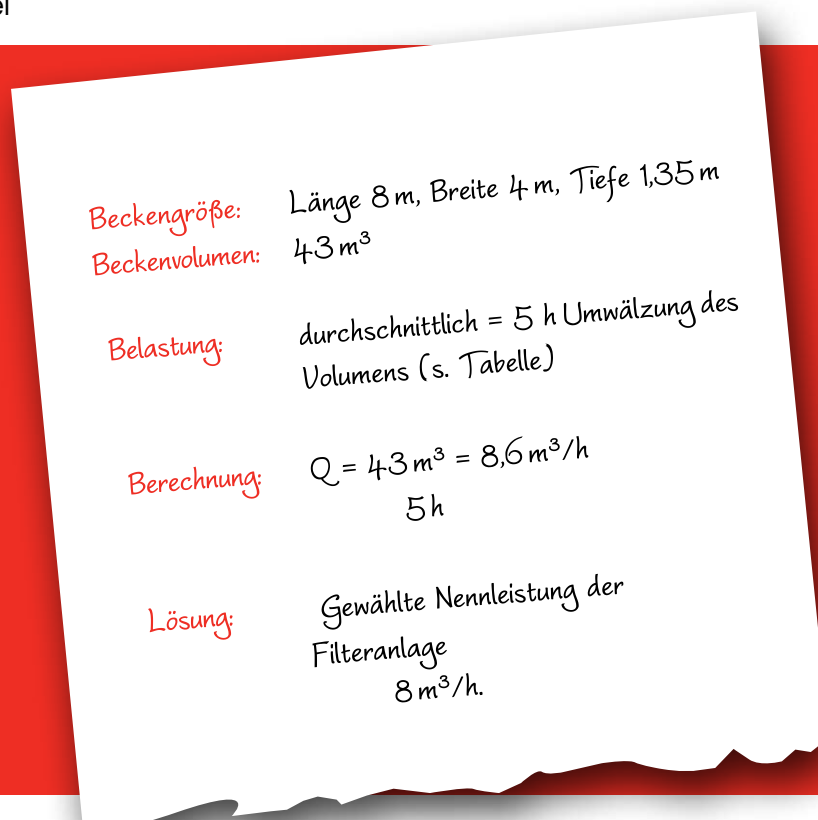 Beckengröße: Länge 8 m, Breite 4 m, Tiefe 1,35 m
Beckenvolumen: 43 m³
Belastung: durchschnittlich = 5 h Umwälzung des
Volumens (s. Tabelle)
Berechnung: Q = 43 m³ = 8,6 m³/h
5 h
Lösung: Gewählte Nennleistung der
Filteranlage
8 m³/h.